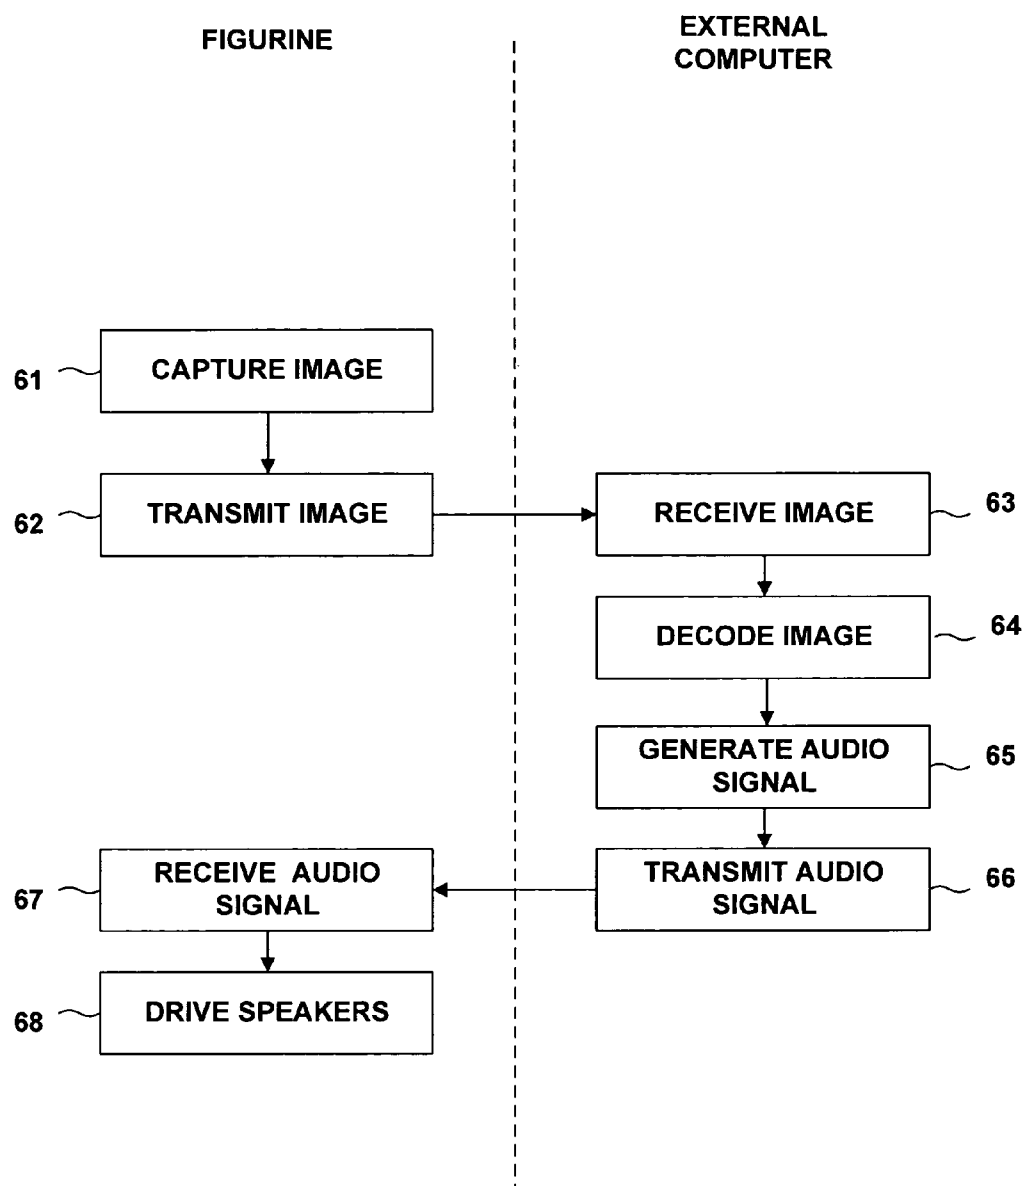 FIGURINE
EXTERNAL
COMPUTER
61
CAPTURE IMAGE
62
TRANSMIT IMAGE
RECEIVE IMAGE
63
DECODE IMAGE
64
GENERATE AUDIO
SIGNAL
65
TRANSMIT AUDIO
SIGNAL
66
RECEIVE AUDIO
SIGNAL
67
DRIVE SPEAKERS
68